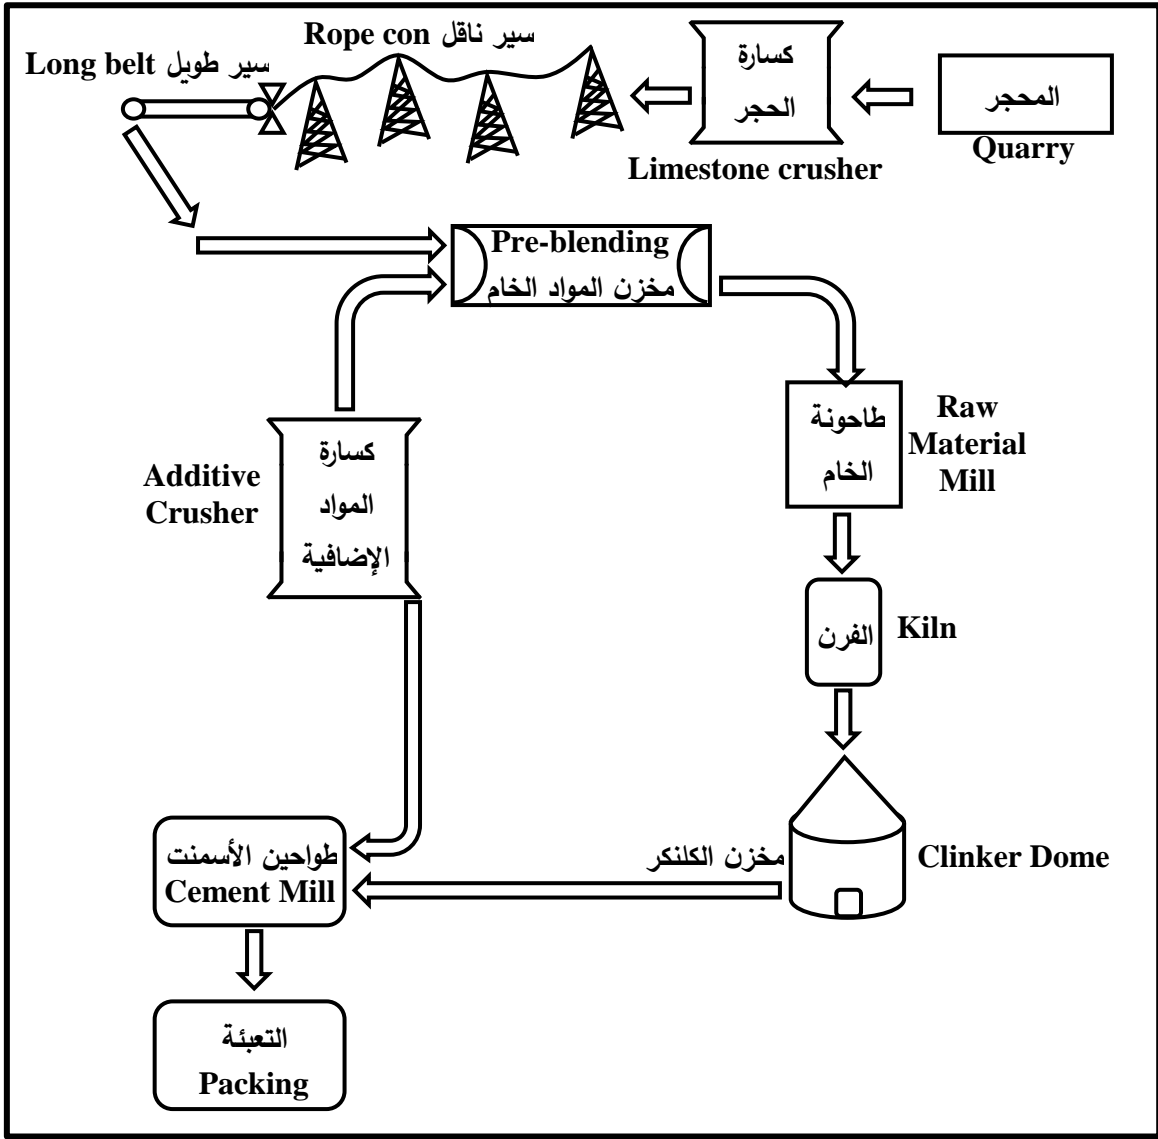 سير ناقل Rope con
سير طويل Long belt
كسارة
الحجر
Limestone crusher
المحجر
Quarry
Pre-blending
مخزن المواد الخام
طاحونة
الخام
Raw
Material
Mill
Additive
Crusher
كسارة
المواد
الإضافية
الفرن
Kiln
مخزن الكلنكر
Clinker Dome
طواحين الأسمنت
Cement Mill
التعبئة
Packing